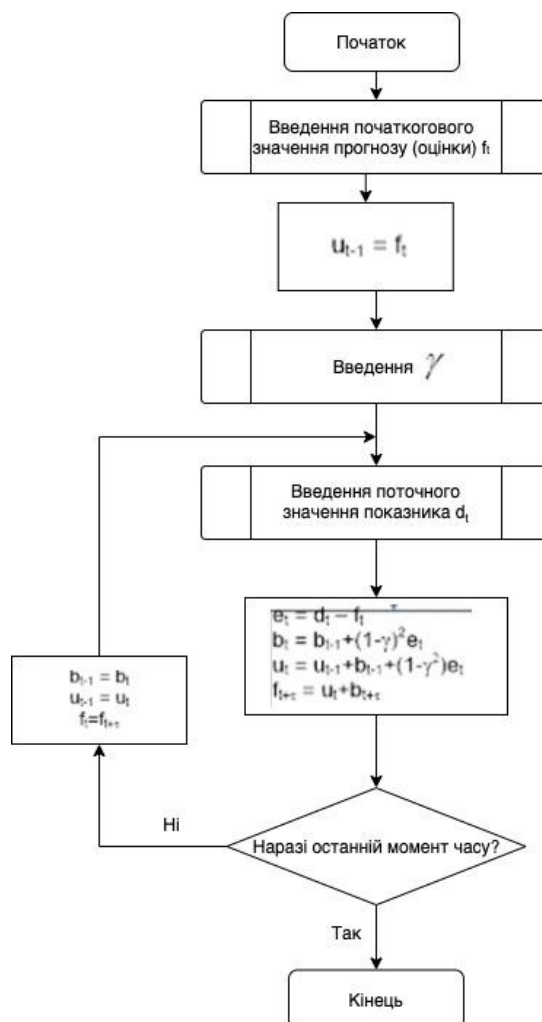 Початок
Введення початкогового
значення прогнозу (оцінки) fₜ
uₜ₋₁ = fₜ
Введення γ
Введення поточного
значення показника dₜ
eₜ = dₜ – fₜ
bₜ = bₜ₋₁+(1-γ)²eₜ
uₜ = uₜ₋₁+bₜ₋₁+(1-γ²)eₜ
fₜ₊τ = uₜ+bₜ₊τ
bₜ₋₁ = bₜ
uₜ₋₁ = uₜ
fₜ=fₜ₊τ
Ні
Наразі останній момент часу?
Так
Кінець